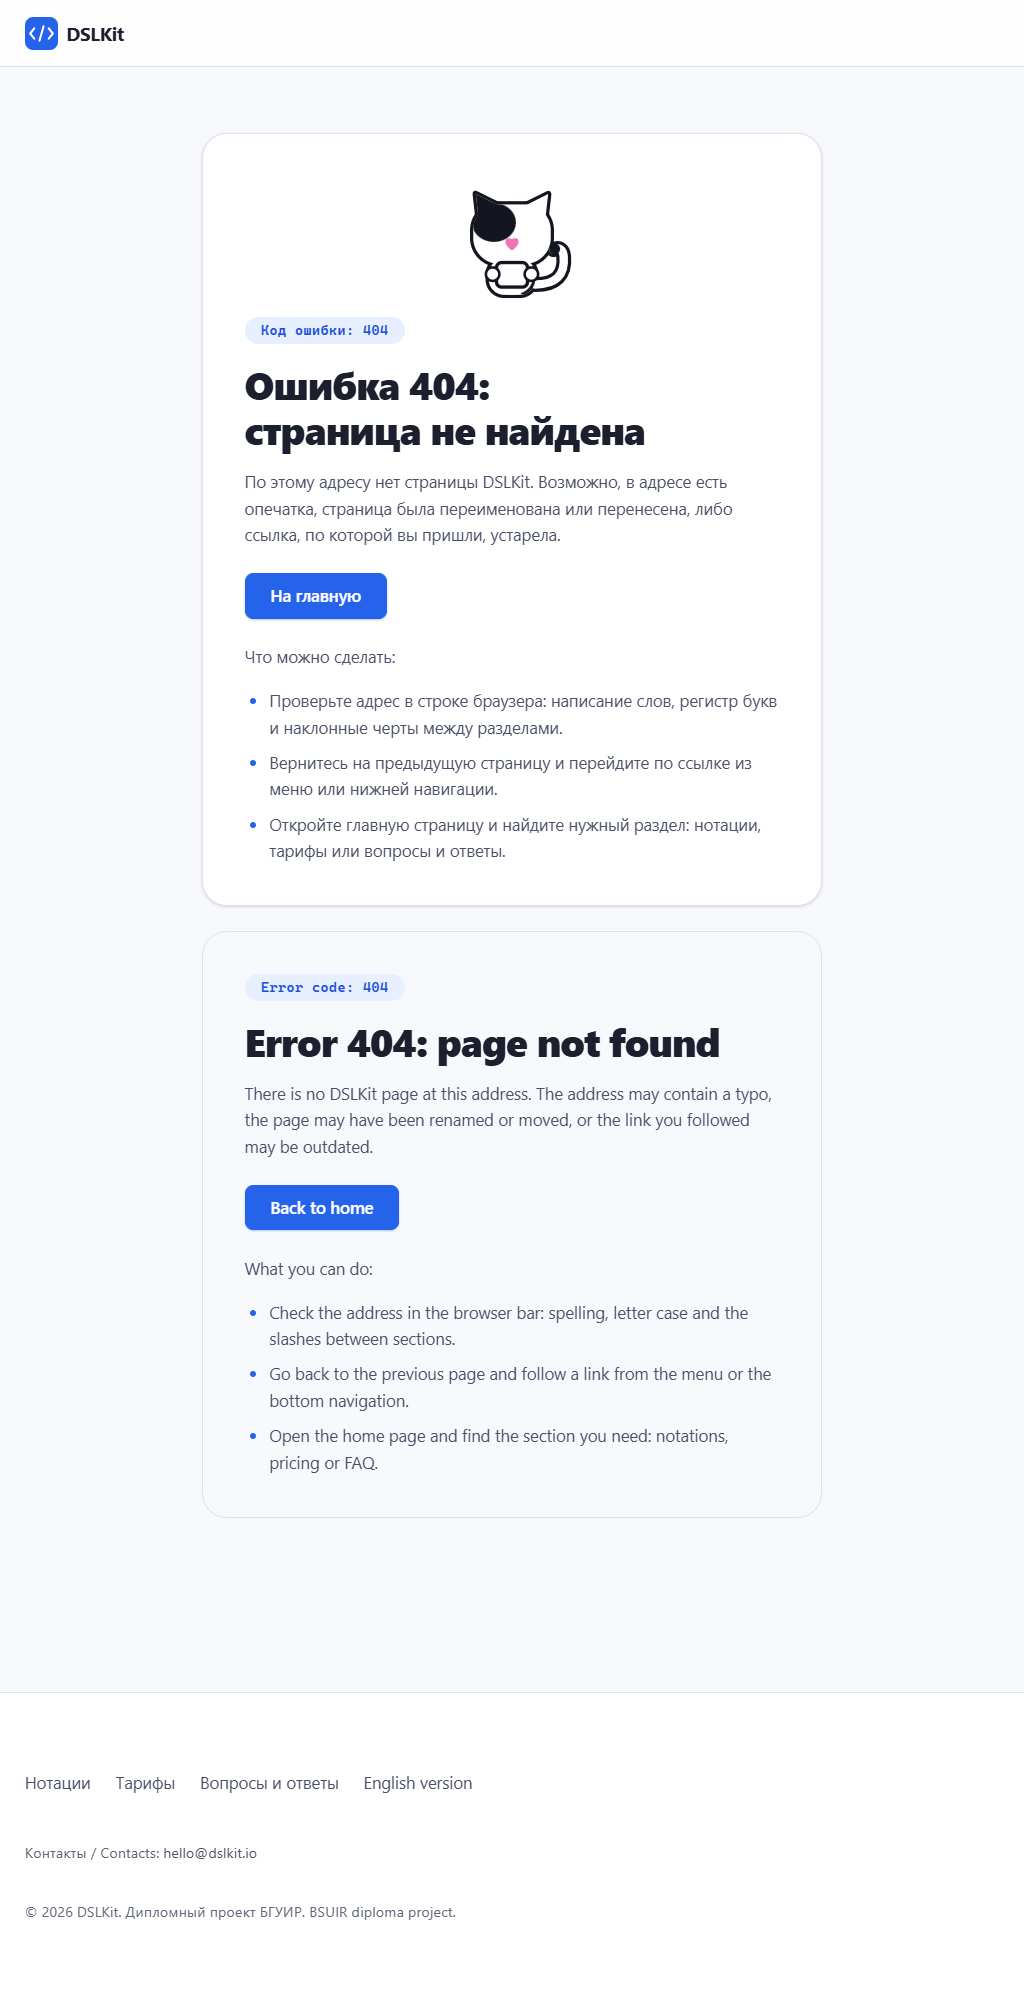 DSLKit
Код ошибки: 404
Ошибка 404:
страница не найдена
По этому адресу нет страницы DSLKit. Возможно, в адресе есть
опечатка, страница была переименована или перенесена, либо
ссылка, по которой вы пришли, устарела.
На главную
Что можно сделать:
Проверьте адрес в строке браузера: написание слов, регистр букв
и наклонные черты между разделами.
Вернитесь на предыдущую страницу и перейдите по ссылке из
меню или нижней навигации.
Откройте главную страницу и найдите нужный раздел: нотации,
тарифы или вопросы и ответы.
Error code: 404
Error 404: page not found
There is no DSLKit page at this address. The address may contain a typo,
the page may have been renamed or moved, or the link you followed
may be outdated.
Back to home
What you can do:
Check the address in the browser bar: spelling, letter case and the
slashes between sections.
Go back to the previous page and follow a link from the menu or the
bottom navigation.
Open the home page and find the section you need: notations,
pricing or FAQ.
Нотации Тарифы Вопросы и ответы English version
Контакты / Contacts: hello@dslkit.io
© 2026 DSLKit. Дипломный проект БГУИР. BSUIR diploma project.